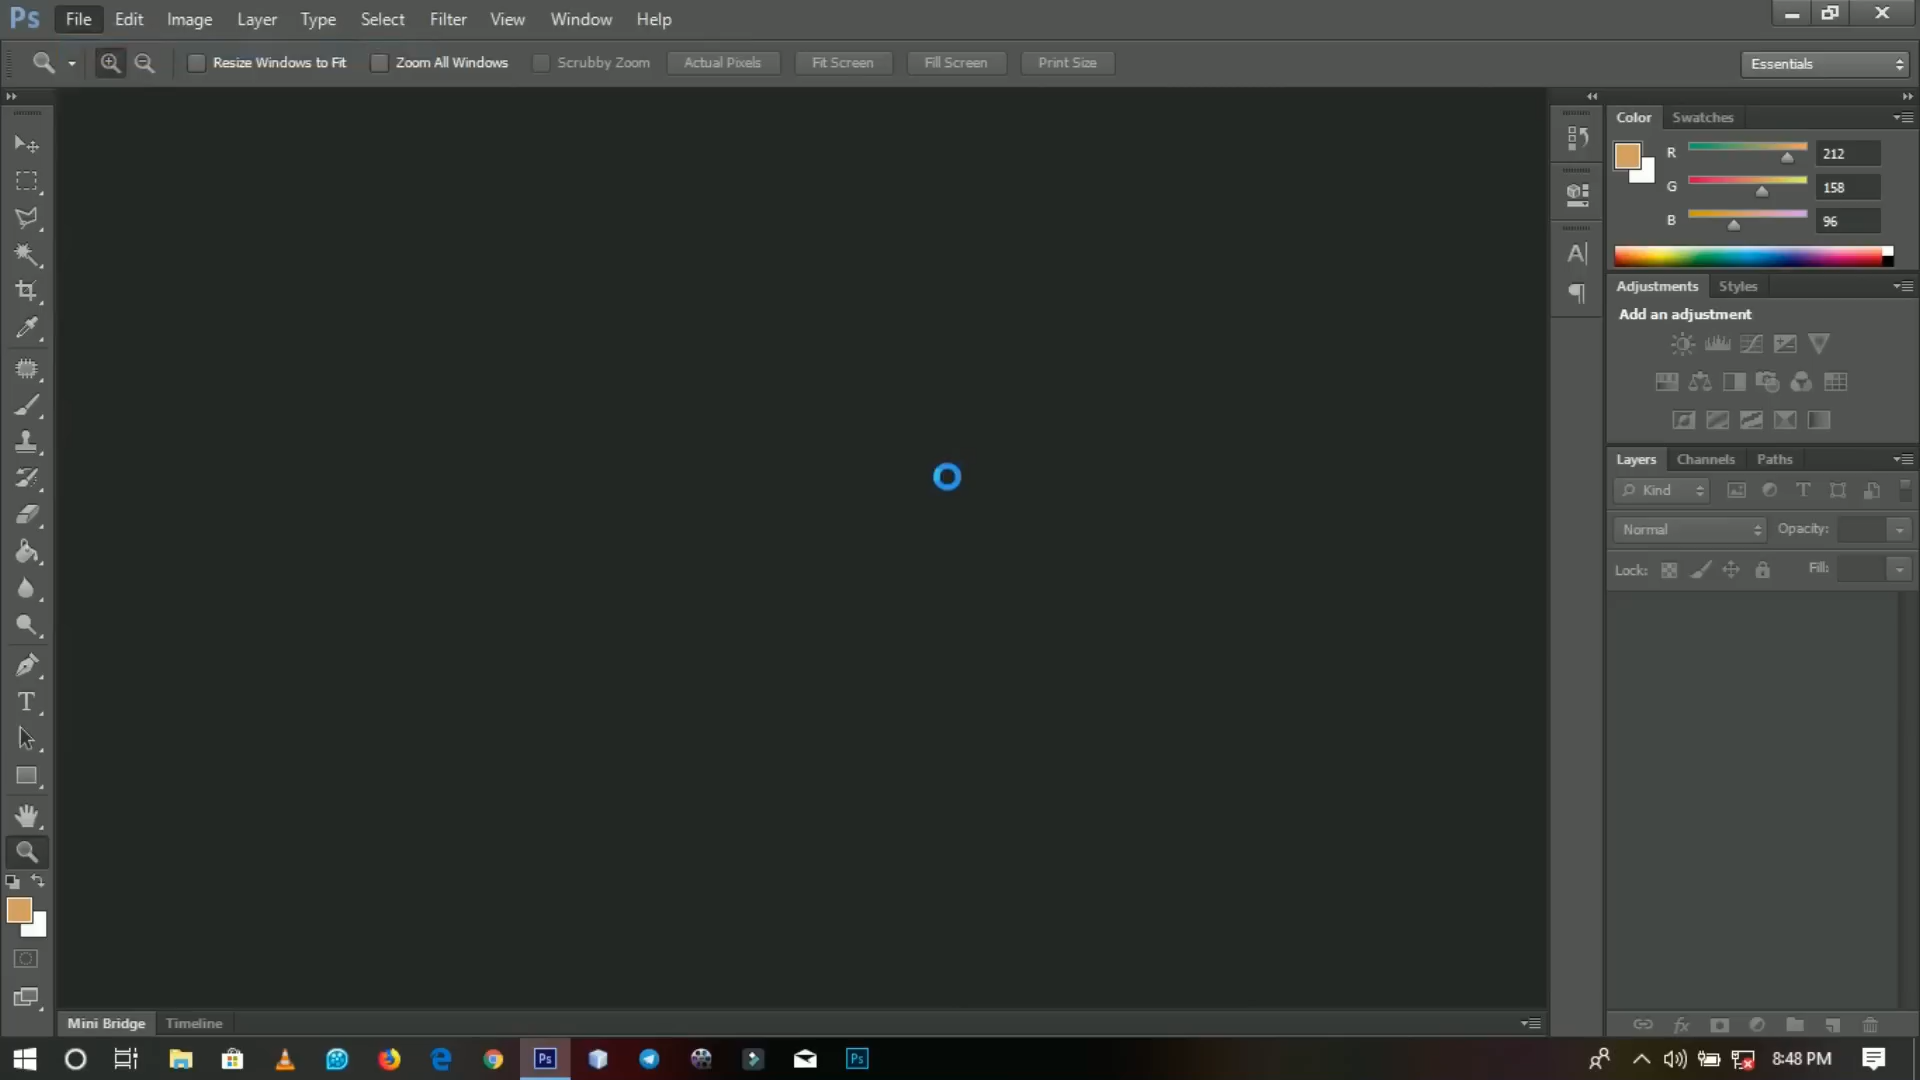 Ps File Edit Image Layer Type Select Filter View Window Help
Resize Windows to Fit Zoom All Windows Scrubby Zoom Actual Pixels Fit Screen Fill Screen Print Size Essentials
Color Swatches
R 212
G 158
B 96
Adjustments Styles
Add an adjustment
Layers Channels Paths
Kind
Normal Opacity:
Lock: Fill:
Mini Bridge Timeline
8:48 PM